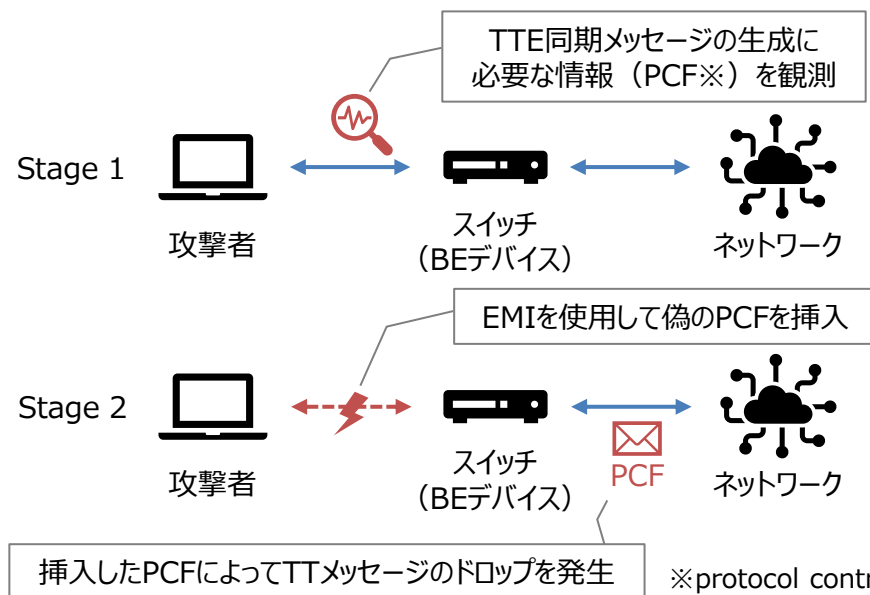 TTE同期メッセージの生成に
必要な情報（PCF※）を観測
Stage 1
攻撃者
スイッチ
（BEデバイス）
ネットワーク
EMIを使用して偽のPCFを挿入
Stage 2
攻撃者
スイッチ
（BEデバイス）
PCF
ネットワーク
挿入したPCFによってTTメッセージのドロップを発生
※protocol contr